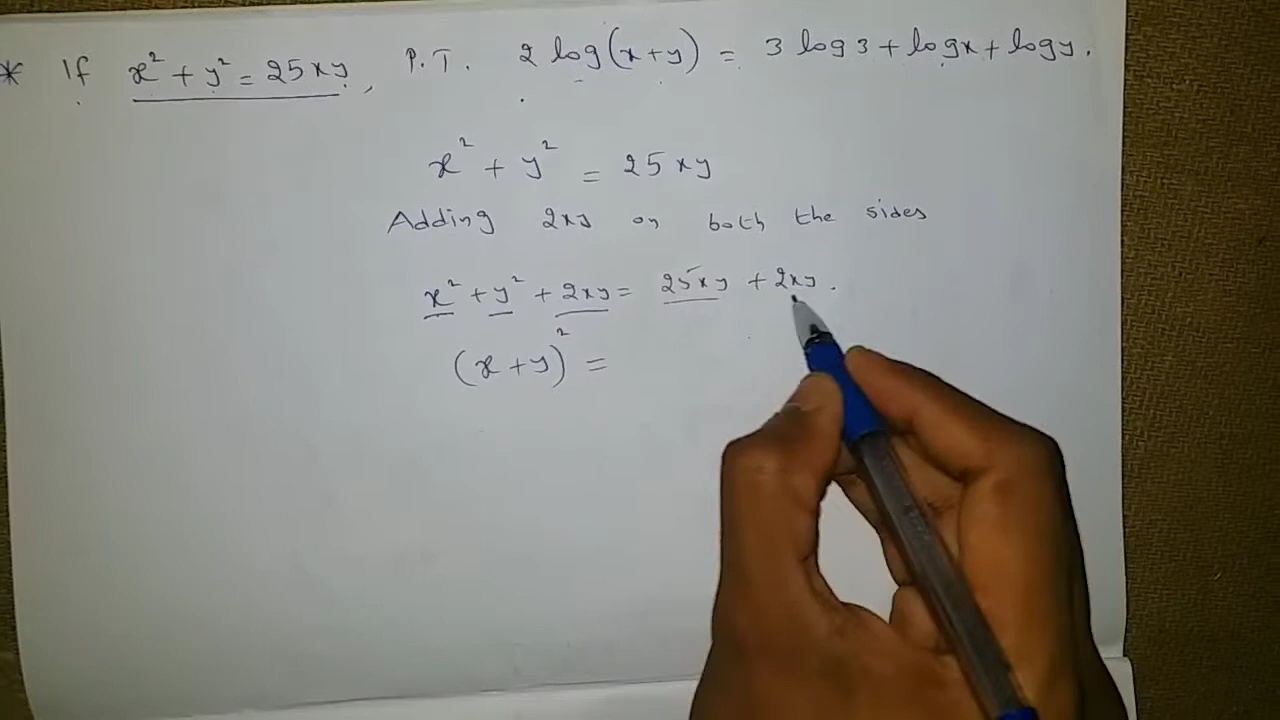 * If x² + y² = 25xy, P.T. 2 log(x+y) = 3 log 3 + log x + log y.
x² + y² = 25xy
Adding 2xy on both the sides
x² + y² + 2xy = 25xy + 2xy.
(x+y)² =